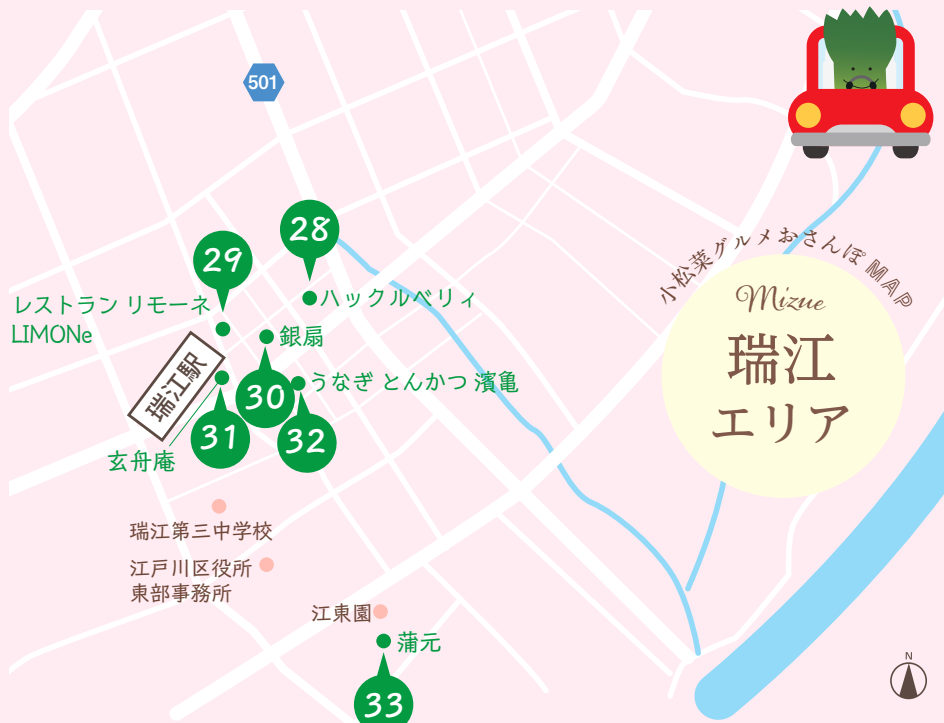 501
小松菜グルメおさんぽMAP
Mizue
瑞江
エリア
28
ハックルベリィ
29
レストラン リモーネ
LIMONe
銀扇
30
うなぎ とんかつ 濱亀
32
瑞江駅
31
玄舟庵
瑞江第三中学校
江戸川区役所
東部事務所
江東園
蒲元
33
N